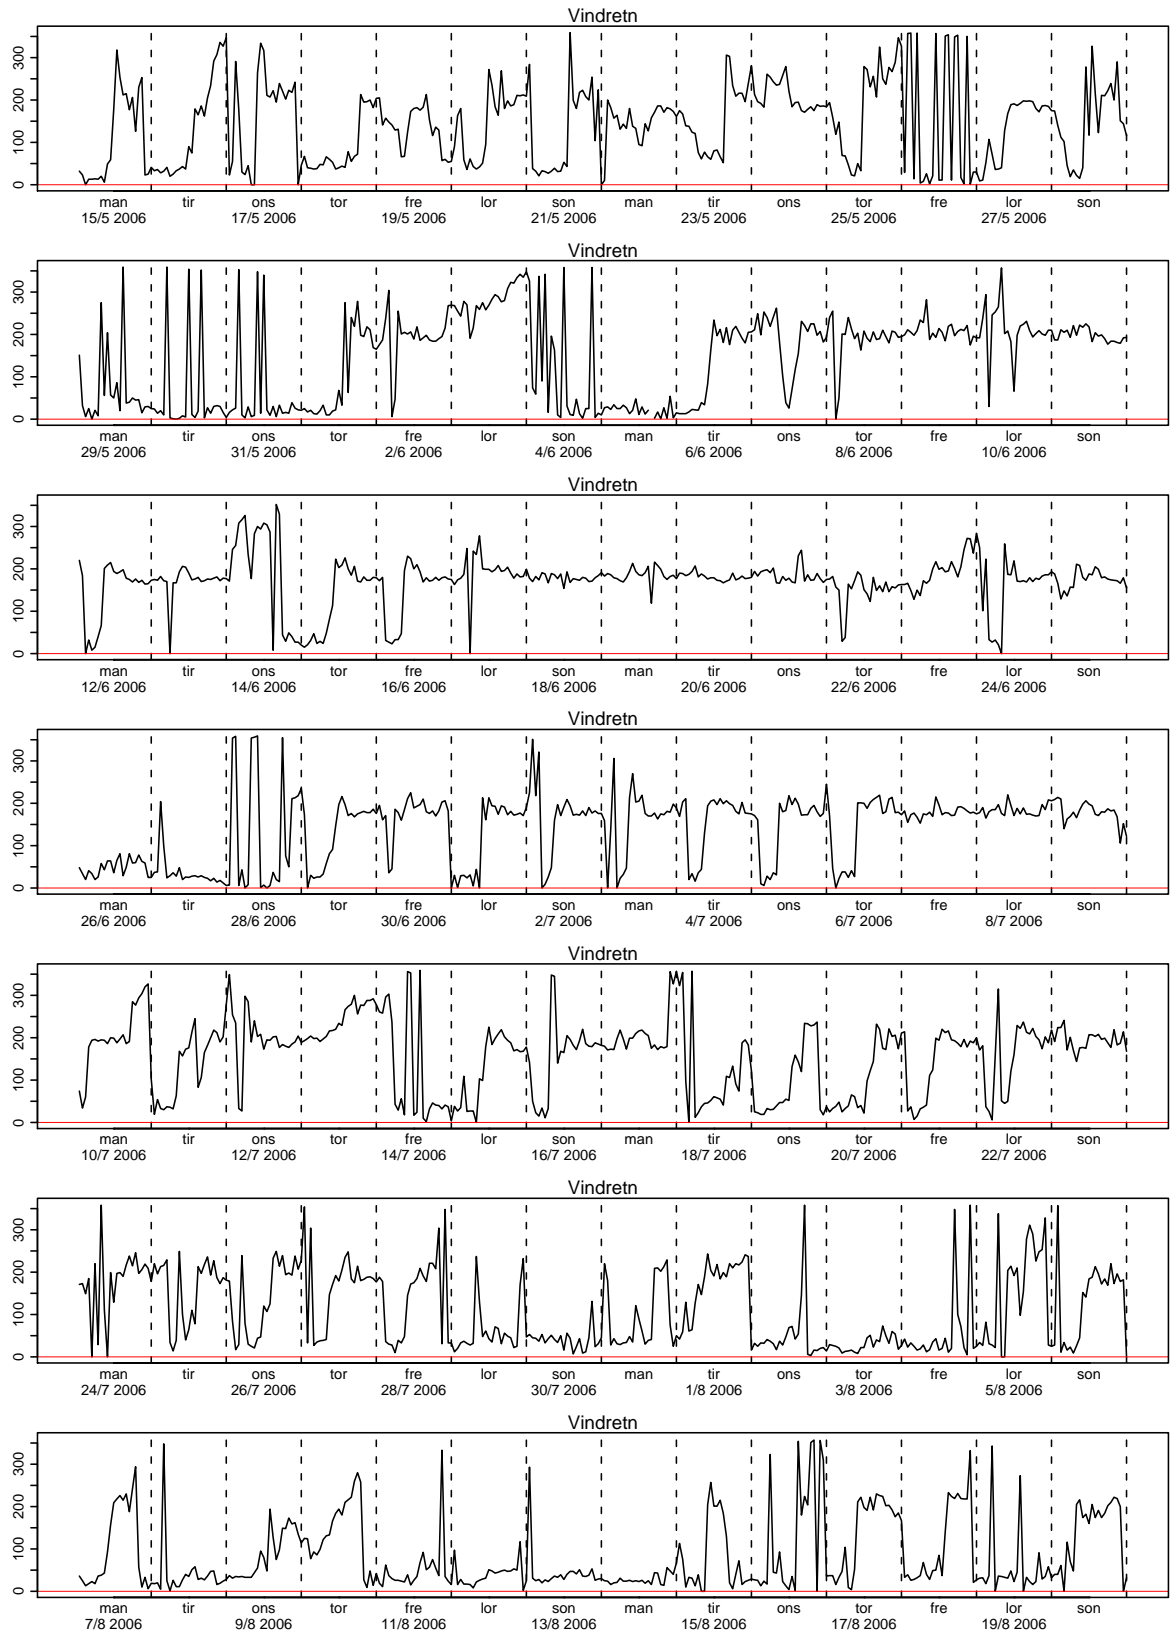 Vindretn
300
200
100
0
man tir ons tor fre lor son man tir ons tor fre lor son
15/5 2006 17/5 2006 19/5 2006 21/5 2006 23/5 2006 25/5 2006 27/5 2006
Vindretn
300
200
100
0
man tir ons tor fre lor son man tir ons tor fre lor son
29/5 2006 31/5 2006 2/6 2006 4/6 2006 6/6 2006 8/6 2006 10/6 2006
Vindretn
300
200
100
0
man tir ons tor fre lor son man tir ons tor fre lor son
12/6 2006 14/6 2006 16/6 2006 18/6 2006 20/6 2006 22/6 2006 24/6 2006
Vindretn
300
200
100
0
man tir ons tor fre lor son man tir ons tor fre lor son
26/6 2006 28/6 2006 30/6 2006 2/7 2006 4/7 2006 6/7 2006 8/7 2006
Vindretn
300
200
100
0
man tir ons tor fre lor son man tir ons tor fre lor son
10/7 2006 12/7 2006 14/7 2006 16/7 2006 18/7 2006 20/7 2006 22/7 2006
Vindretn
300
200
100
0
man tir ons tor fre lor son man tir ons tor fre lor son
24/7 2006 26/7 2006 28/7 2006 30/7 2006 1/8 2006 3/8 2006 5/8 2006
Vindretn
300
200
100
0
man tir ons tor fre lor son man tir ons tor fre lor son
7/8 2006 9/8 2006 11/8 2006 13/8 2006 15/8 2006 17/8 2006 19/8 2006